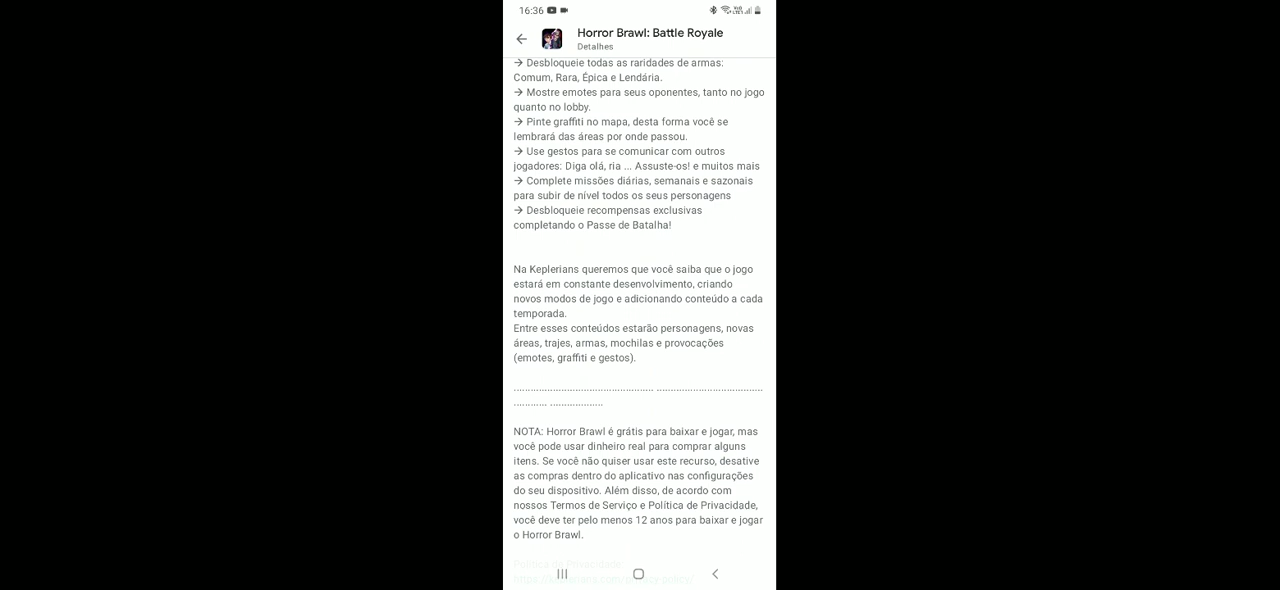 16:36
Horror Brawl: Battle Royale
Detalhes
→ Desbloqueie todas as raridades de armas:
Comum, Rara, Épica e Lendária.
→ Mostre emotes para seus oponentes, tanto no jogo
quanto no lobby.
→ Pinte graffiti no mapa, desta forma você se
lembrará das áreas por onde passou.
→ Use gestos para se comunicar com outros
jogadores: Diga olá, ria ... Assuste-os! e muitos mais
→ Complete missões diárias, semanais e sazonais
para subir de nível todos os seus personagens
→ Desbloqueie recompensas exclusivas
completando o Passe de Batalha!
Na Keplerians queremos que você saiba que o jogo
estará em constante desenvolvimento, criando
novos modos de jogo e adicionando conteúdo a cada
temporada.
Entre esses conteúdos estarão personagens, novas
áreas, trajes, armas, mochilas e provocações
(emotes, graffiti e gestos).
NOTA: Horror Brawl é grátis para baixar e jogar, mas
você pode usar dinheiro real para comprar alguns
itens. Se você não quiser usar este recurso, desative
as compras dentro do aplicativo nas configurações
do seu dispositivo. Além disso, de acordo com
nossos Termos de Serviço e Política de Privacidade,
você deve ter pelo menos 12 anos para baixar e jogar
o Horror Brawl.
Política de Privacidade: